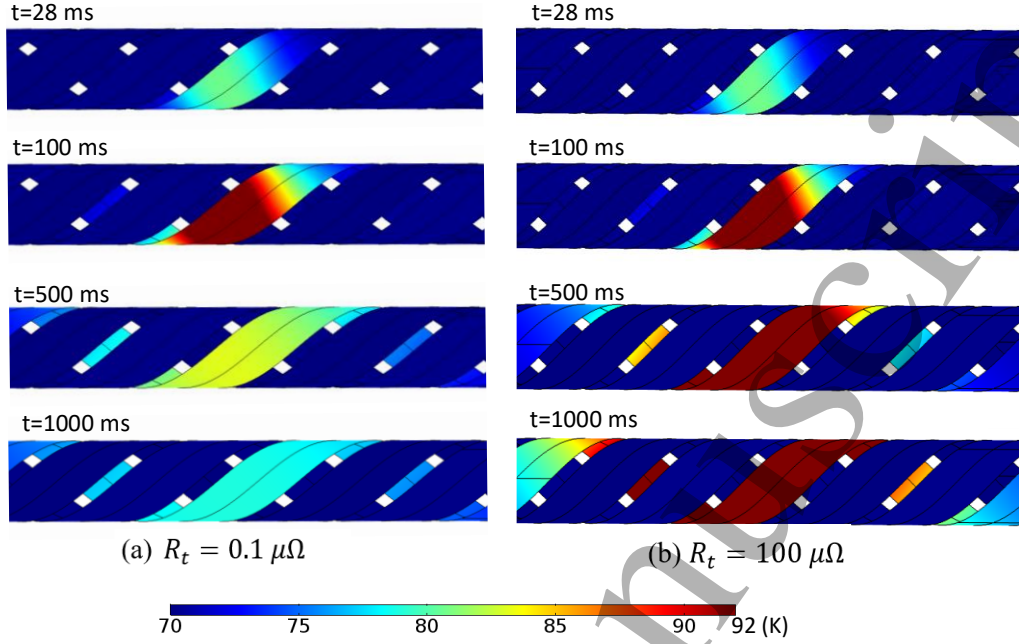 t=28 ms
t=100 ms
t=500 ms
t=1000 ms
(a) R_t = 0.1 μΩ
t=28 ms
t=100 ms
t=500 ms
t=1000 ms
(b) R_t = 100 μΩ
70 75 80 85 90 92 (K)
nuscrip